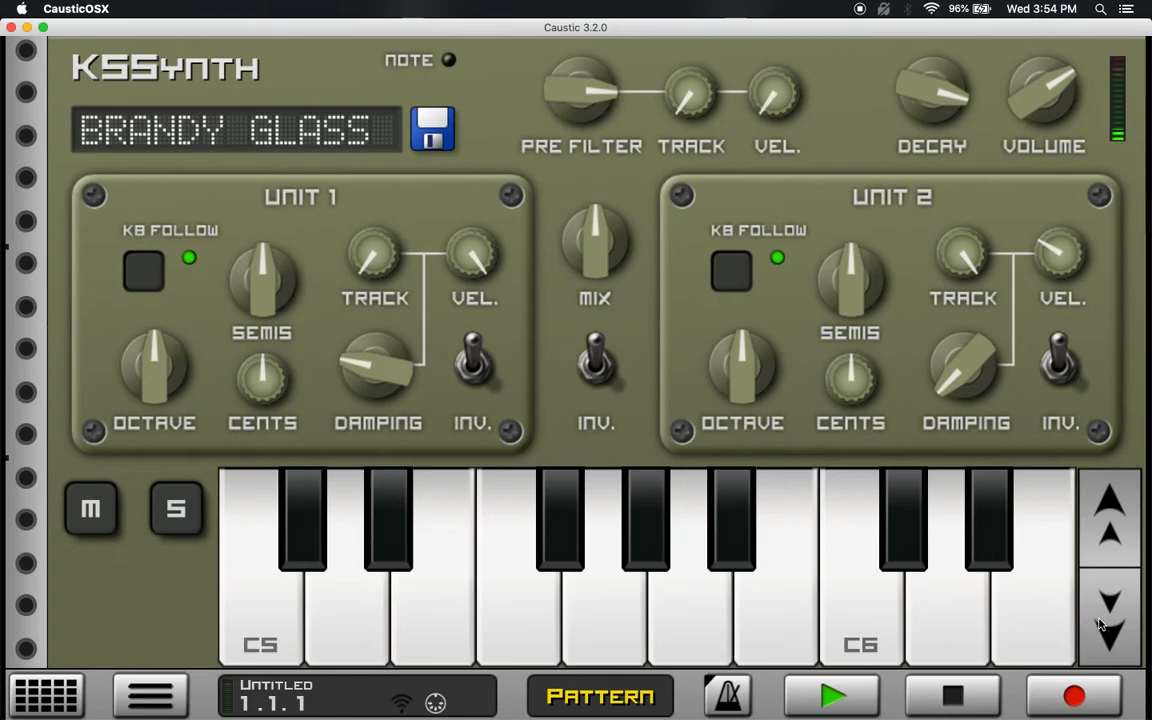 CausticOSX
96%
Wed 3:54 PM
Caustic 3.2.0
KSSynth
NOTE
BRANDY GLASS
PRE FILTER
TRACK
VEL.
DECAY
VOLUME
UNIT 1
KB FOLLOW
SEMIS
TRACK
VEL.
OCTAVE
CENTS
DAMPING
INV.
MIX
INV.
UNIT 2
KB FOLLOW
SEMIS
TRACK
VEL.
OCTAVE
CENTS
DAMPING
INV.
M
S
C5
C6
Untitled
1.1.1
Pattern